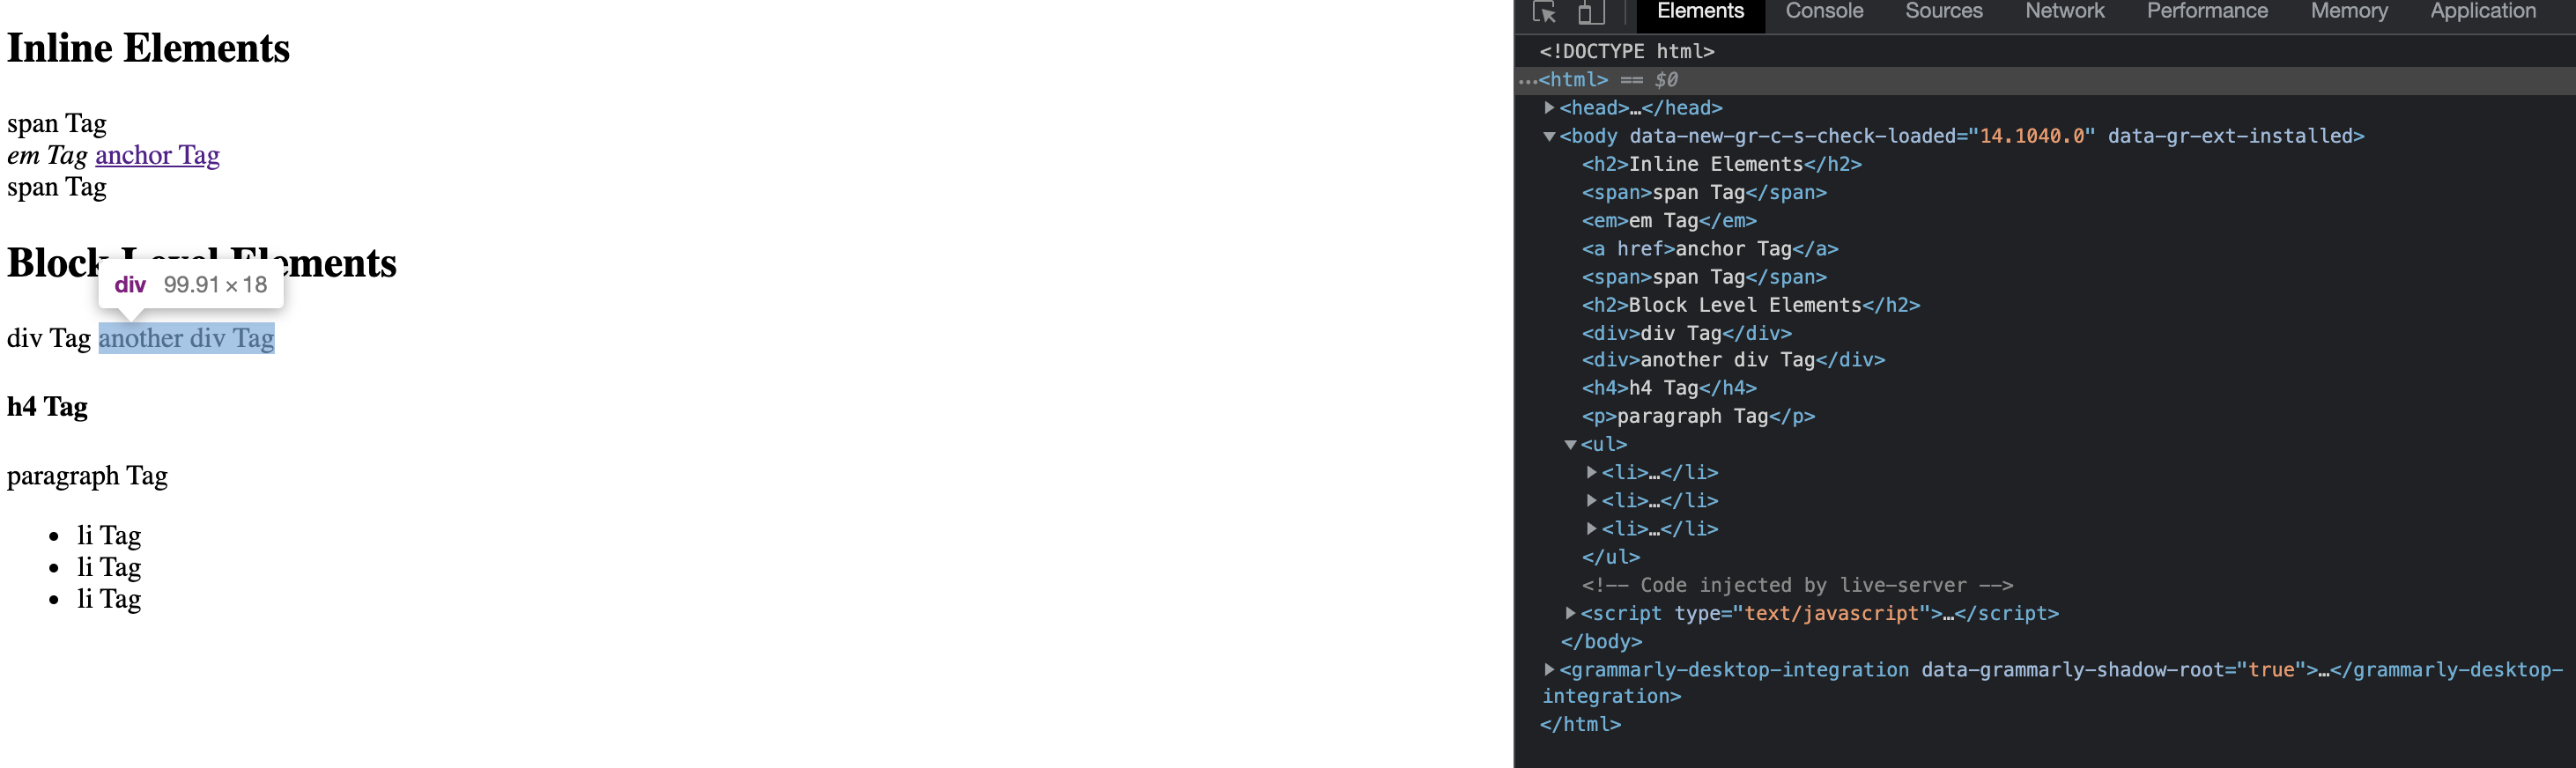 Inline Elements
span Tag
em Tag anchor Tag
span Tag
Block Level Elements
div 99.91 × 18
div Tag another div Tag
h4 Tag
paragraph Tag
• li Tag
• li Tag
• li Tag
Elements Console Sources Network Performance Memory Application
<!DOCTYPE html>
…<html> == $0
▶<head>…</head>
▼<body data-new-gr-c-s-check-loaded="14.1040.0" data-gr-ext-installed>
<h2>Inline Elements</h2>
<span>span Tag</span>
<em>em Tag</em>
<a href>anchor Tag</a>
<span>span Tag</span>
<h2>Block Level Elements</h2>
<div>div Tag</div>
<div>another div Tag</div>
<h4>h4 Tag</h4>
<p>paragraph Tag</p>
▼<ul>
▶<li>…</li>
▶<li>…</li>
▶<li>…</li>
</ul>
<!-- Code injected by live-server -->
▶<script type="text/javascript">…</script>
</body>
▶<grammarly-desktop-integration data-grammarly-shadow-root="true">…</grammarly-desktop-
integration>
</html>